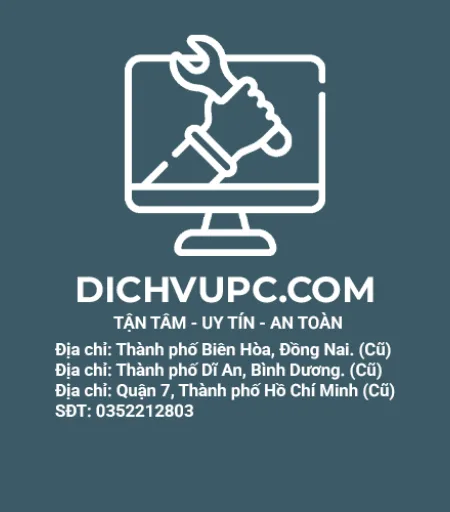 DICHVUPC.COM
TẬN TÂM - UY TÍN - AN TOÀN
Địa chỉ: Thành phố Biên Hòa, Đồng Nai. (Cũ)
Địa chỉ: Thành phố Dĩ An, Bình Dương. (Cũ)
Địa chỉ: Quận 7, Thành phố Hồ Chí Minh (Cũ)
SĐT: 0352212803